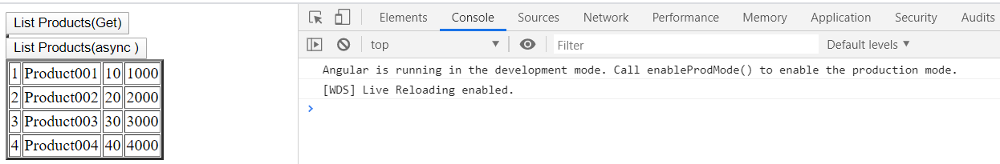 List Products(Get)
List Products(async )
1 Product001 10 1000
2 Product002 20 2000
3 Product003 30 3000
4 Product004 40 4000
Elements Console Sources Network Performance Memory Application Security Audits
top Filter Default levels ▼
Angular is running in the development mode. Call enableProdMode() to enable the production mode.
[WDS] Live Reloading enabled.
>